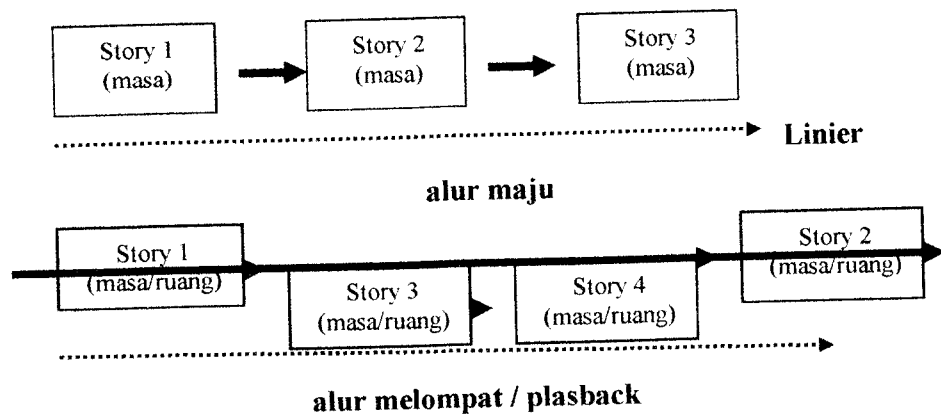 Story 1
(masa)
Story 2
(masa)
Story 3
(masa)
Linier
alur maju
Story 1
(masa/ruang)
Story 3
(masa/ruang)
Story 4
(masa/ruang)
Story 2
(masa/ruang)
alur melompat / plasback